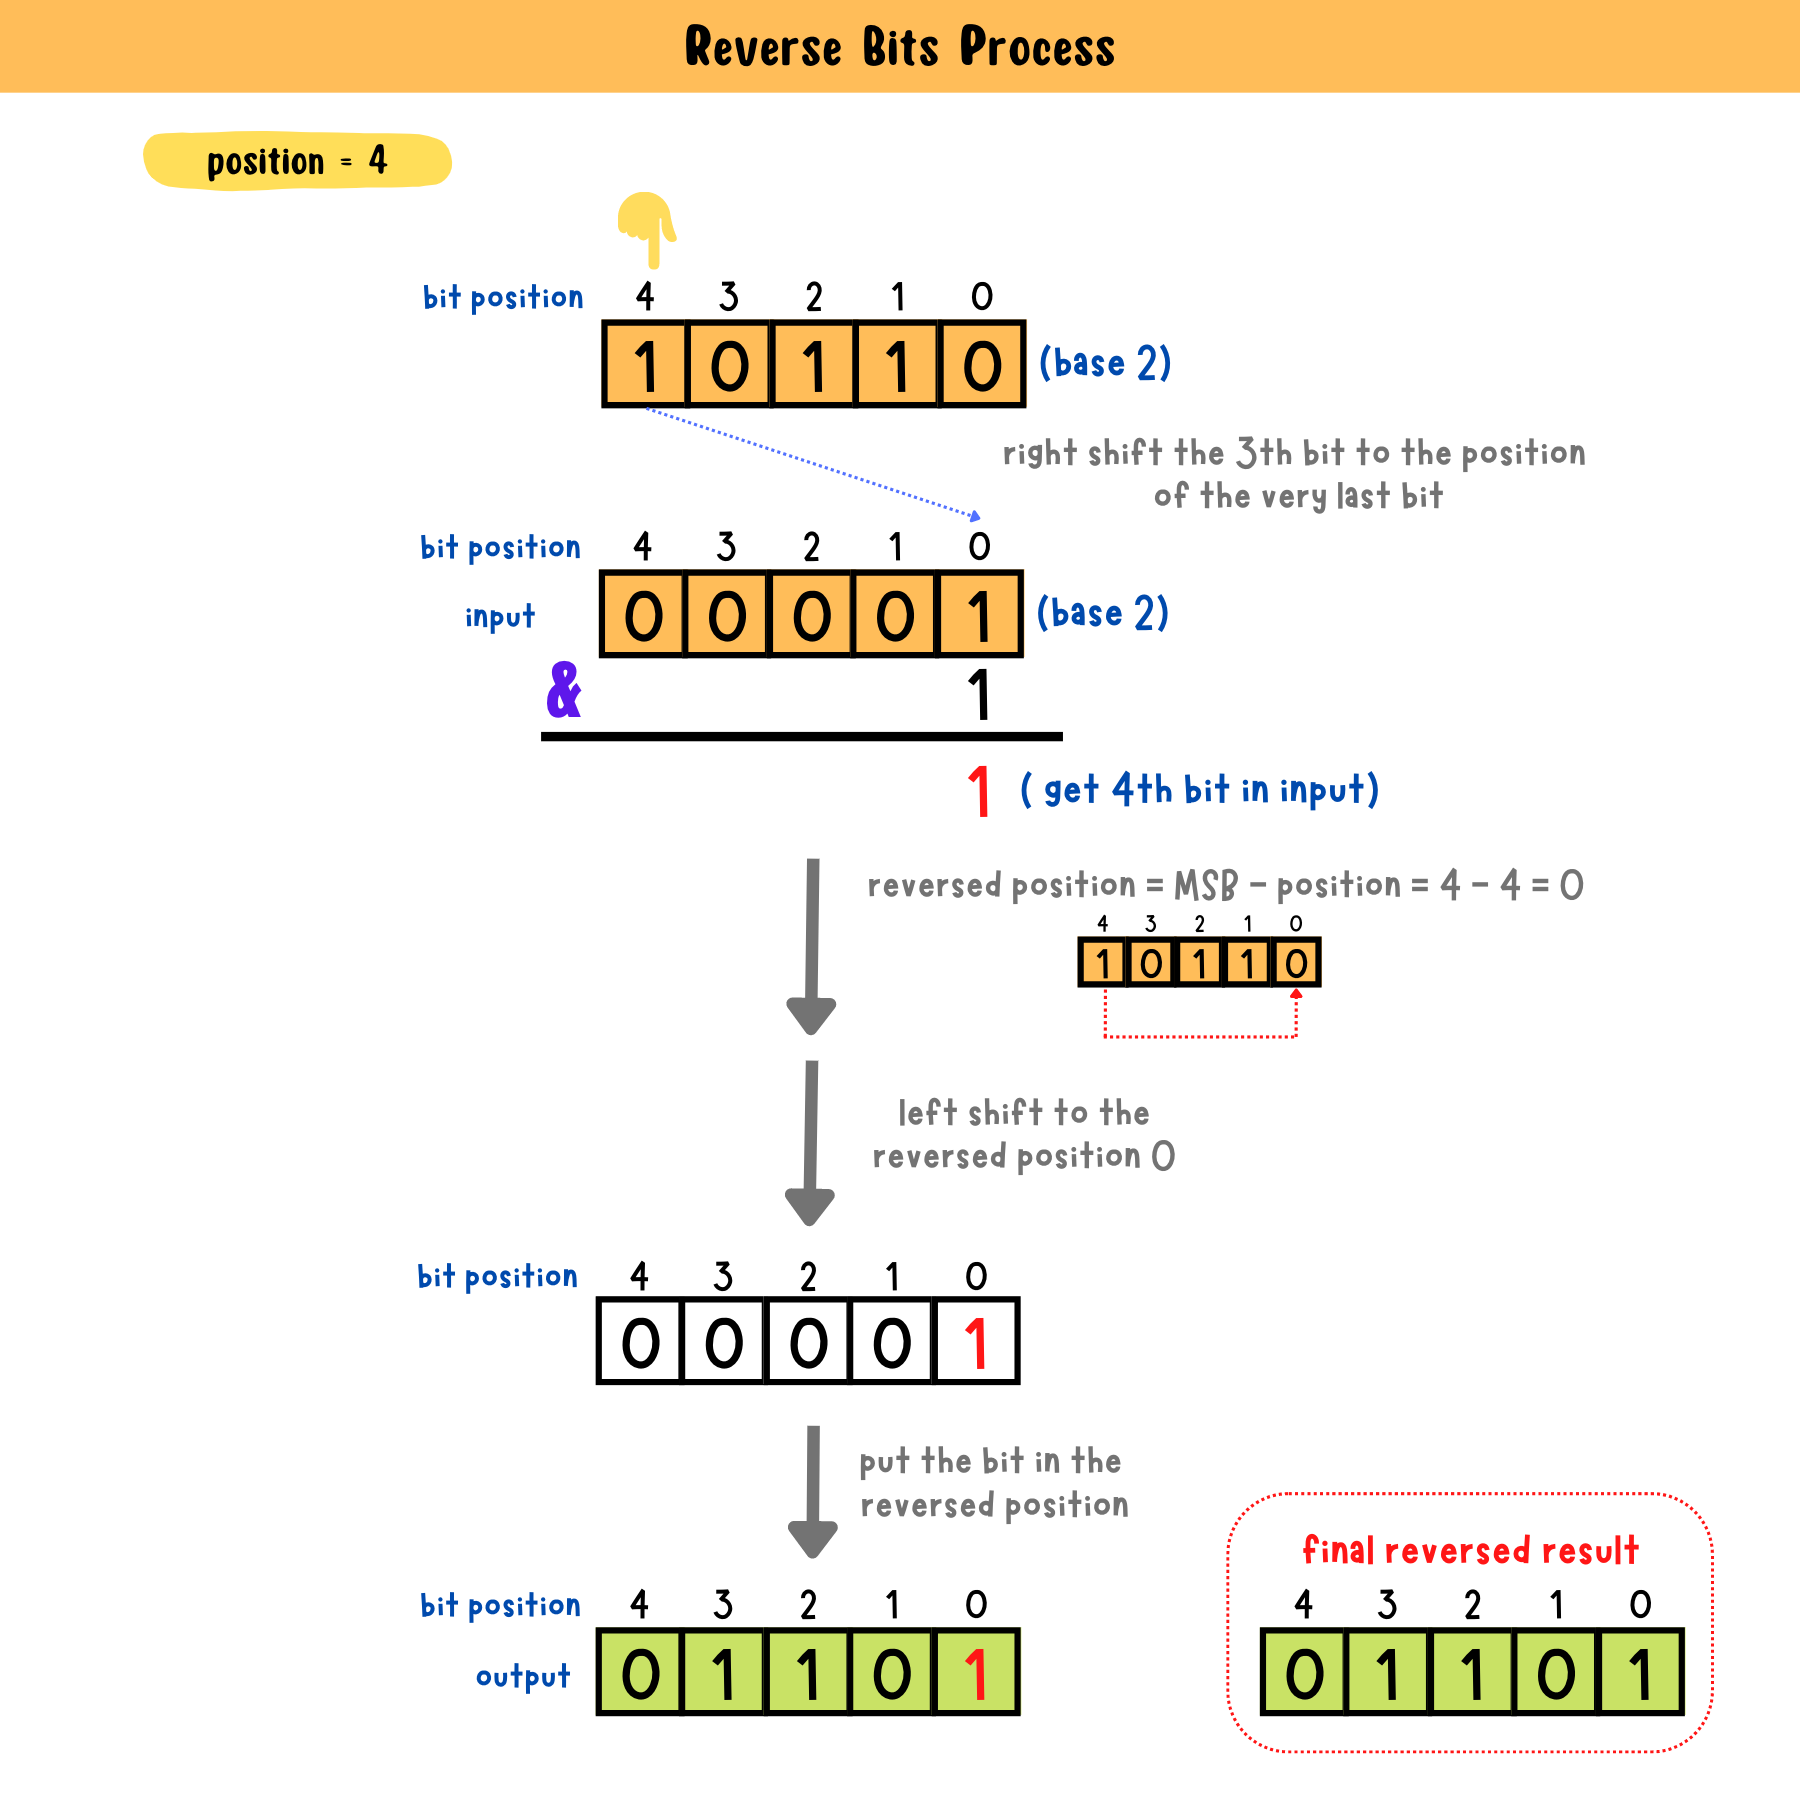 Reverse Bits Process
position = 4
bit position 4 3 2 1 0
1 0 1 1 0 (base 2)
right shift the 3th bit to the position
of the very last bit
bit position 4 3 2 1 0
input 0 0 0 0 1 (base 2)
& 1
1 ( get 4th bit in input)
reversed position = MSB - position = 4 - 4 = 0
4 3 2 1 0
1 0 1 1 0
left shift to the
reversed position 0
bit position 4 3 2 1 0
0 0 0 0 1
put the bit in the
reversed position
bit position 4 3 2 1 0
output 0 1 1 0 1
final reversed result
4 3 2 1 0
0 1 1 0 1